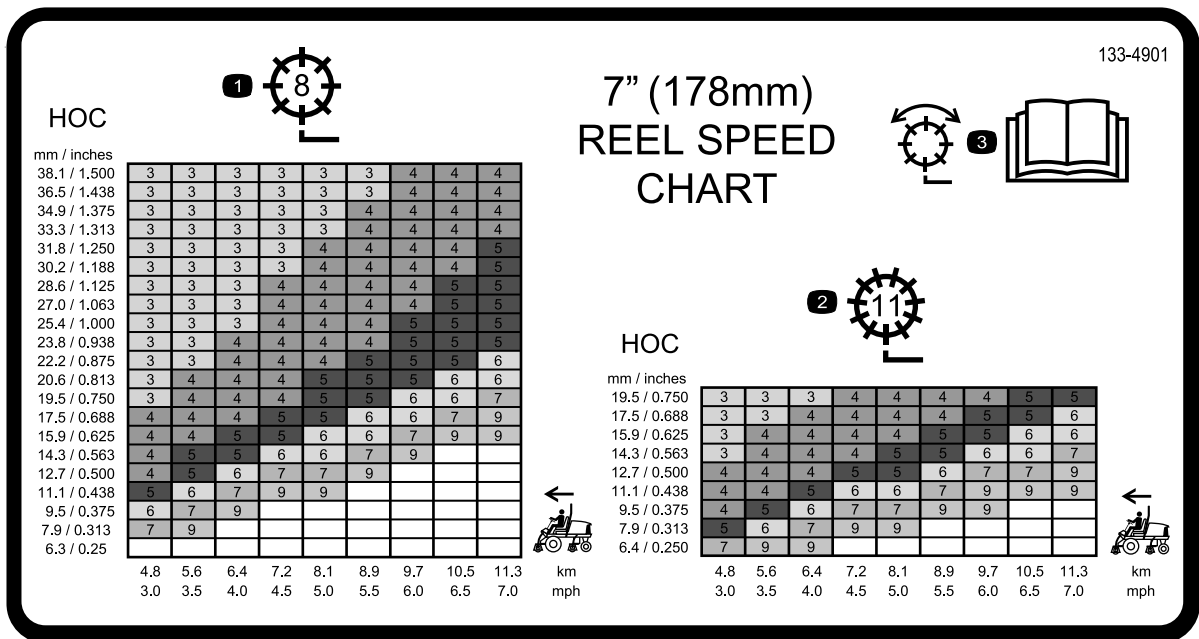 133-4901
7” (178mm)
REEL SPEED
CHART
3
1
8
HOC
mm / inches
38.1 / 1.500 3 3 3 3 3 3 4 4 4
36.5 / 1.438 3 3 3 3 3 3 4 4 4
34.9 / 1.375 3 3 3 3 3 4 4 4 4
33.3 / 1.313 3 3 3 3 3 4 4 4 4
31.8 / 1.250 3 3 3 3 4 4 4 4 5
30.2 / 1.188 3 3 3 3 4 4 4 4 5
28.6 / 1.125 3 3 3 4 4 4 4 5 5
27.0 / 1.063 3 3 3 4 4 4 4 5 5
25.4 / 1.000 3 3 3 4 4 4 5 5 5
23.8 / 0.938 3 3 4 4 4 4 5 5 5
22.2 / 0.875 3 3 4 4 4 5 5 5 6
20.6 / 0.813 3 4 4 4 5 5 5 6 6
19.5 / 0.750 3 4 4 4 5 5 6 6 7
17.5 / 0.688 4 4 4 5 5 6 6 7 9
15.9 / 0.625 4 4 5 5 6 6 7 9 9
14.3 / 0.563 4 5 5 6 6 7 9
12.7 / 0.500 4 5 6 7 7 9
11.1 / 0.438 5 6 7 9 9
9.5 / 0.375 6 7 9
7.9 / 0.313 7 9
6.3 / 0.25
4.8 5.6 6.4 7.2 8.1 8.9 9.7 10.5 11.3 km
3.0 3.5 4.0 4.5 5.0 5.5 6.0 6.5 7.0 mph
2
11
HOC
mm / inches
19.5 / 0.750 3 3 3 4 4 4 4 5 5
17.5 / 0.688 3 3 4 4 4 4 5 5 6
15.9 / 0.625 3 4 4 4 4 5 5 6 6
14.3 / 0.563 3 4 4 4 5 5 6 6 7
12.7 / 0.500 4 4 4 5 5 6 7 7 9
11.1 / 0.438 4 4 5 6 6 7 9 9 9
9.5 / 0.375 4 5 6 7 7 9 9
7.9 / 0.313 5 6 7 9 9
6.4 / 0.250 7 9 9
4.8 5.6 6.4 7.2 8.1 8.9 9.7 10.5 11.3 km
3.0 3.5 4.0 4.5 5.0 5.5 6.0 6.5 7.0 mph